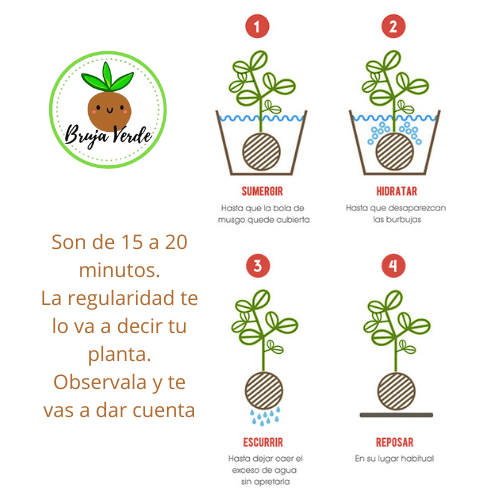 Bruja Verde
Son de 15 a 20
minutos.
La regularidad te
lo va a decir tu
planta.
Observala y te
vas a dar cuenta
1
SUMERGIR
Hasta que la bola de
musgo quede cubierta
2
HIDRATAR
Hasta que desaparezcan
las burbujas
3
ESCURRIR
Hasta dejar caer el
exceso de agua
sin apretarla
4
REPOSAR
En su lugar habitual